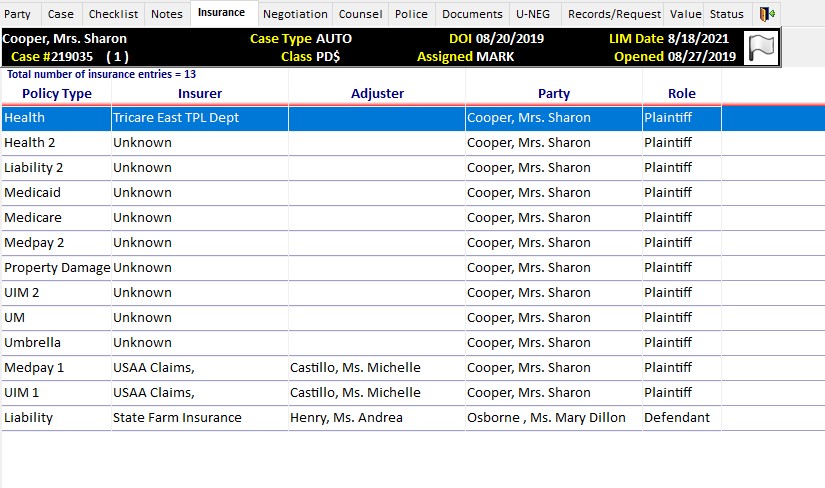 Party Case Checklist Notes Insurance Negotiation Counsel Police Documents U-NEG Records/Request Value Status
Cooper, Mrs. Sharon Case Type AUTO DOI 08/20/2019 LIM Date 8/18/2021
Case #219035 ( 1 ) Class PD$ Assigned MARK Opened 08/27/2019
Total number of insurance entries = 13
Policy Type Insurer Adjuster Party Role
Health Tricare East TPL Dept Cooper, Mrs. Sharon Plaintiff
Health 2 Unknown Cooper, Mrs. Sharon Plaintiff
Liability 2 Unknown Cooper, Mrs. Sharon Plaintiff
Medicaid Unknown Cooper, Mrs. Sharon Plaintiff
Medicare Unknown Cooper, Mrs. Sharon Plaintiff
Medpay 2 Unknown Cooper, Mrs. Sharon Plaintiff
Property Damage Unknown Cooper, Mrs. Sharon Plaintiff
UIM 2 Unknown Cooper, Mrs. Sharon Plaintiff
UM Unknown Cooper, Mrs. Sharon Plaintiff
Umbrella Unknown Cooper, Mrs. Sharon Plaintiff
Medpay 1 USAA Claims, Castillo, Ms. Michelle Cooper, Mrs. Sharon Plaintiff
UIM 1 USAA Claims, Castillo, Ms. Michelle Cooper, Mrs. Sharon Plaintiff
Liability State Farm Insurance Henry, Ms. Andrea Osborne , Ms. Mary Dillon Defendant